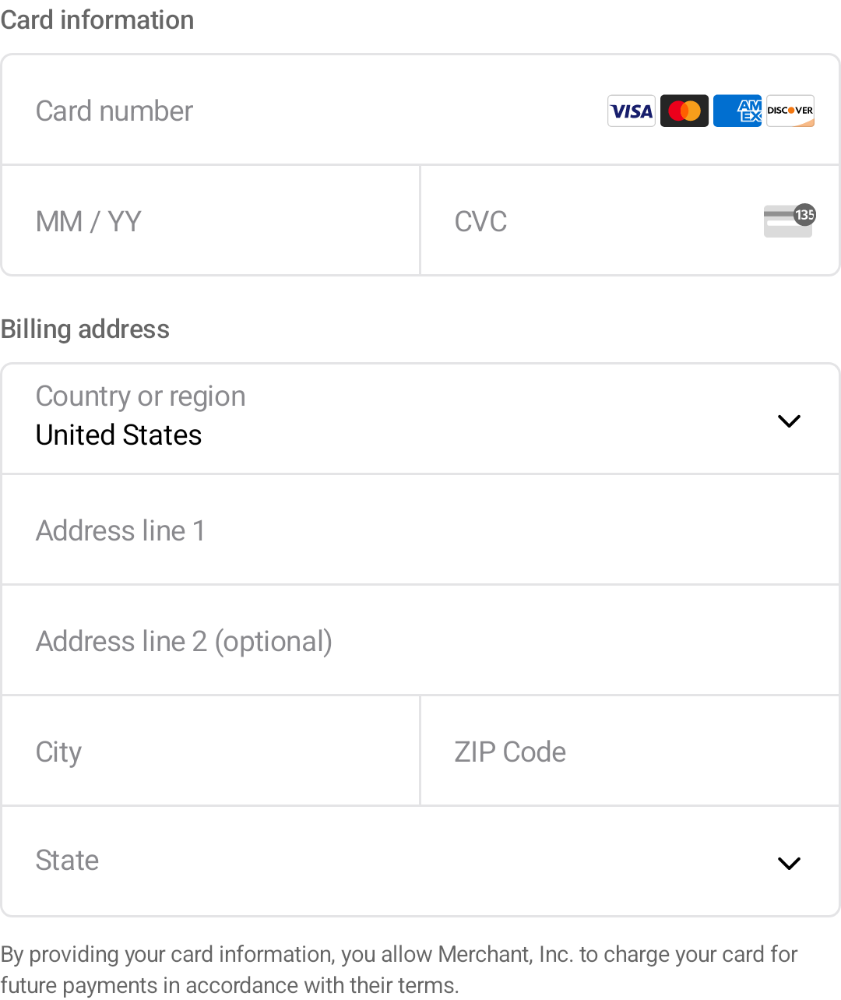 Card information
Card number VISA AMEX DISCOVER
MM / YY CVC 135
Billing address
Country or region
United States
Address line 1
Address line 2 (optional)
City ZIP Code
State
By providing your card information, you allow Merchant, Inc. to charge your card for
future payments in accordance with their terms.